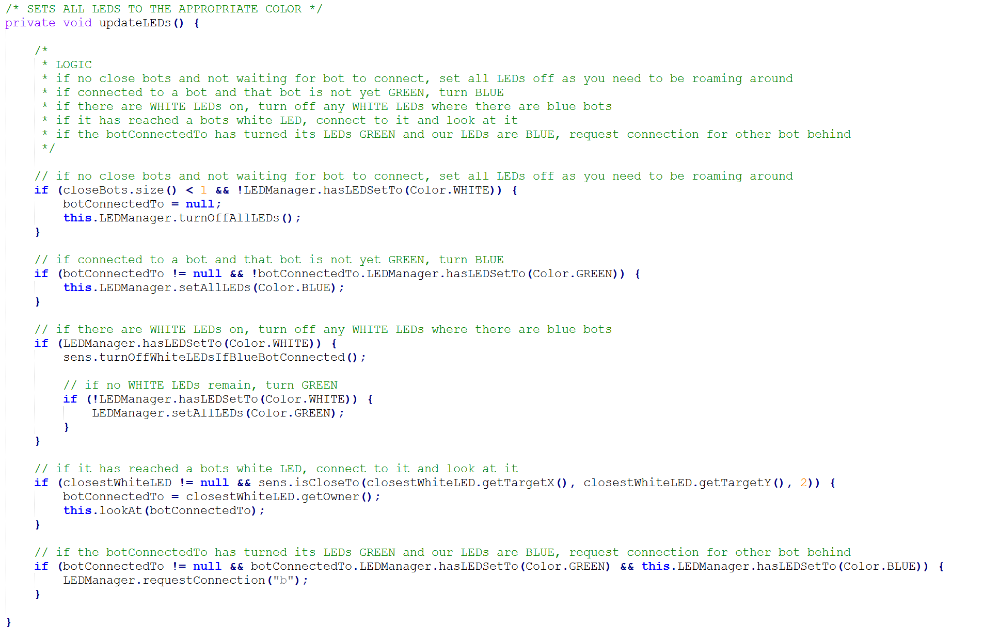 /* SETS ALL LEDS TO THE APPROPRIATE COLOR */
private void updateLEDs() {
/*
* LOGIC
* if no close bots and not waiting for bot to connect, set all LEDs off as you need to be roaming around
* if connected to a bot and that bot is not yet GREEN, turn BLUE
* if there are WHITE LEDs on, turn off any WHITE LEDs where there are blue bots
* if it has reached a bots white LED, connect to it and look at it
* if the botConnectedTo has turned its LEDs GREEN and our LEDs are BLUE, request connection for other bot behind
*/
// if no close bots and not waiting for bot to connect, set all LEDs off as you need to be roaming around
if (closeBots.size() < 1 && !LEDManager.hasLEDSetTo(Color.WHITE)) {
botConnectedTo = null;
this.LEDManager.turnOffAllLEDs();
}
// if connected to a bot and that bot is not yet GREEN, turn BLUE
if (botConnectedTo != null && !botConnectedTo.LEDManager.hasLEDSetTo(Color.GREEN)) {
this.LEDManager.setAllLEDs(Color.BLUE);
}
// if there are WHITE LEDs on, turn off any WHITE LEDs where there are blue bots
if (LEDManager.hasLEDSetTo(Color.WHITE)) {
sens.turnOffWhiteLEDsIfBlueBotConnected();
// if no WHITE LEDs remain, turn GREEN
if (!LEDManager.hasLEDSetTo(Color.WHITE)) {
LEDManager.setAllLEDs(Color.GREEN);
}
}
// if it has reached a bots white LED, connect to it and look at it
if (closestWhiteLED != null && sens.isCloseTo(closestWhiteLED.getTargetX(), closestWhiteLED.getTargetY(), 2)) {
botConnectedTo = closestWhiteLED.getOwner();
this.lookAt(botConnectedTo);
}
// if the botConnectedTo has turned its LEDs GREEN and our LEDs are BLUE, request connection for other bot behind
if (botConnectedTo != null && botConnectedTo.LEDManager.hasLEDSetTo(Color.GREEN) && this.LEDManager.hasLEDSetTo(Color.BLUE)) {
LEDManager.requestConnection("b");
}
}